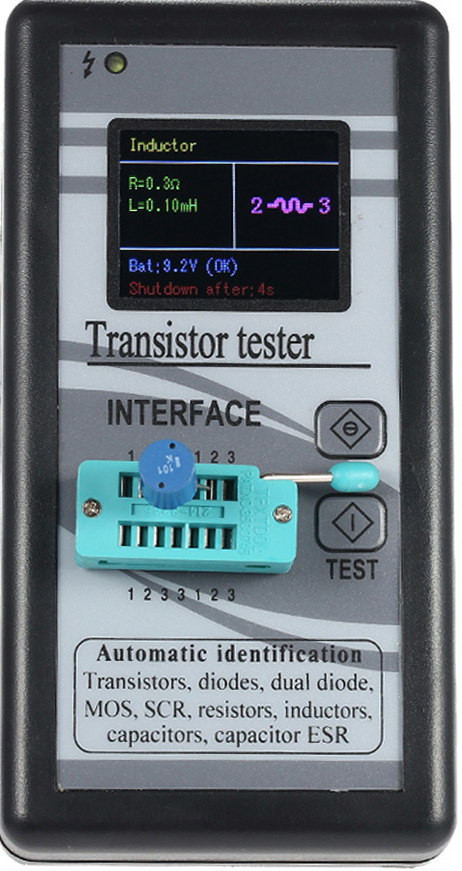 Inductor
R=0.3Ω
L=0.10mH
2 3
Bat:9.2V (OK)
Shutdown after:4s
Transistor tester
INTERFACE
1 1 2 3
1 2 3 3 1 2 3
TEST
Automatic identification
Transistors, diodes, dual diode,
MOS, SCR, resistors, inductors,
capacitors, capacitor ESR